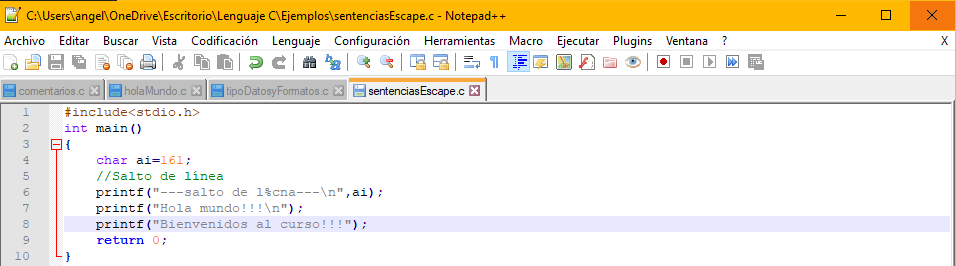 C:\Users\angel\OneDrive\Escritorio\Lenguaje C\Ejemplos\sentenciasEscape.c - Notepad++
Archivo Editar Buscar Vista Codificación Lenguaje Configuración Herramientas Macro Ejecutar Plugins Ventana ? X
comentarios.c holaMundo.c tipoDatosyFormatos.c sentenciasEscape.c
1 #include<stdio.h>
2 int main()
3 {
4 char ai=161;
5 //Salto de línea
6 printf("---salto de l%cna---\n",ai);
7 printf("Hola mundo!!!\n");
8 printf("Bienvenidos al curso!!!");
9 return 0;
10 }